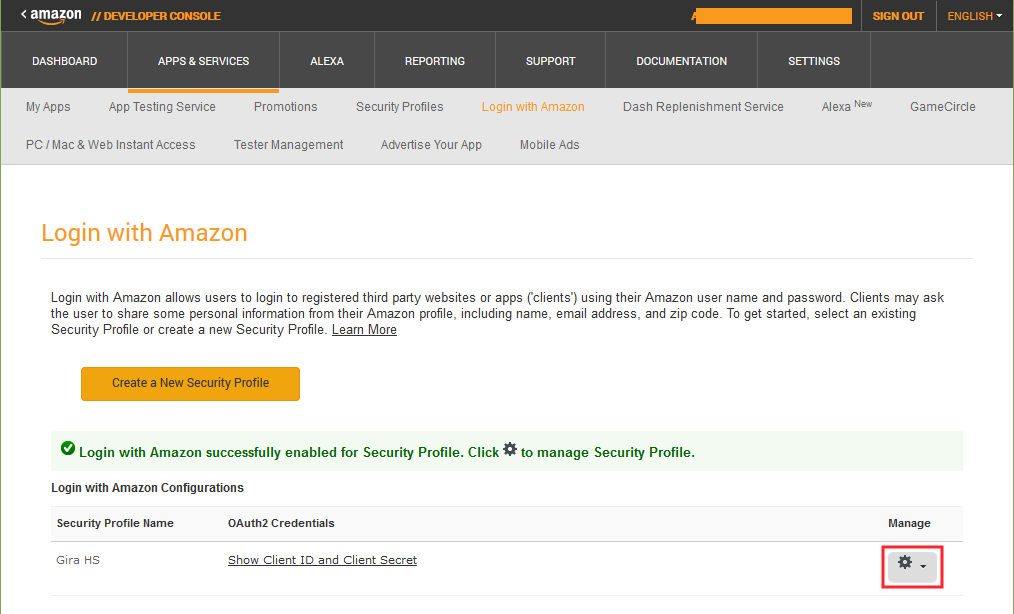 amazon // DEVELOPER CONSOLE SIGN OUT ENGLISH
DASHBOARD APPS & SERVICES ALEXA REPORTING SUPPORT DOCUMENTATION SETTINGS
My Apps App Testing Service Promotions Security Profiles Login with Amazon Dash Replenishment Service Alexa New GameCircle
PC / Mac & Web Instant Access Tester Management Advertise Your App Mobile Ads
Login with Amazon
Login with Amazon allows users to login to registered third party websites or apps ('clients') using their Amazon user name and password. Clients may ask
the user to share some personal information from their Amazon profile, including name, email address, and zip code. To get started, select an existing
Security Profile or create a new Security Profile. Learn More
Create a New Security Profile
Login with Amazon successfully enabled for Security Profile. Click to manage Security Profile.
Login with Amazon Configurations
Security Profile Name OAuth2 Credentials Manage
Gira HS Show Client ID and Client Secret